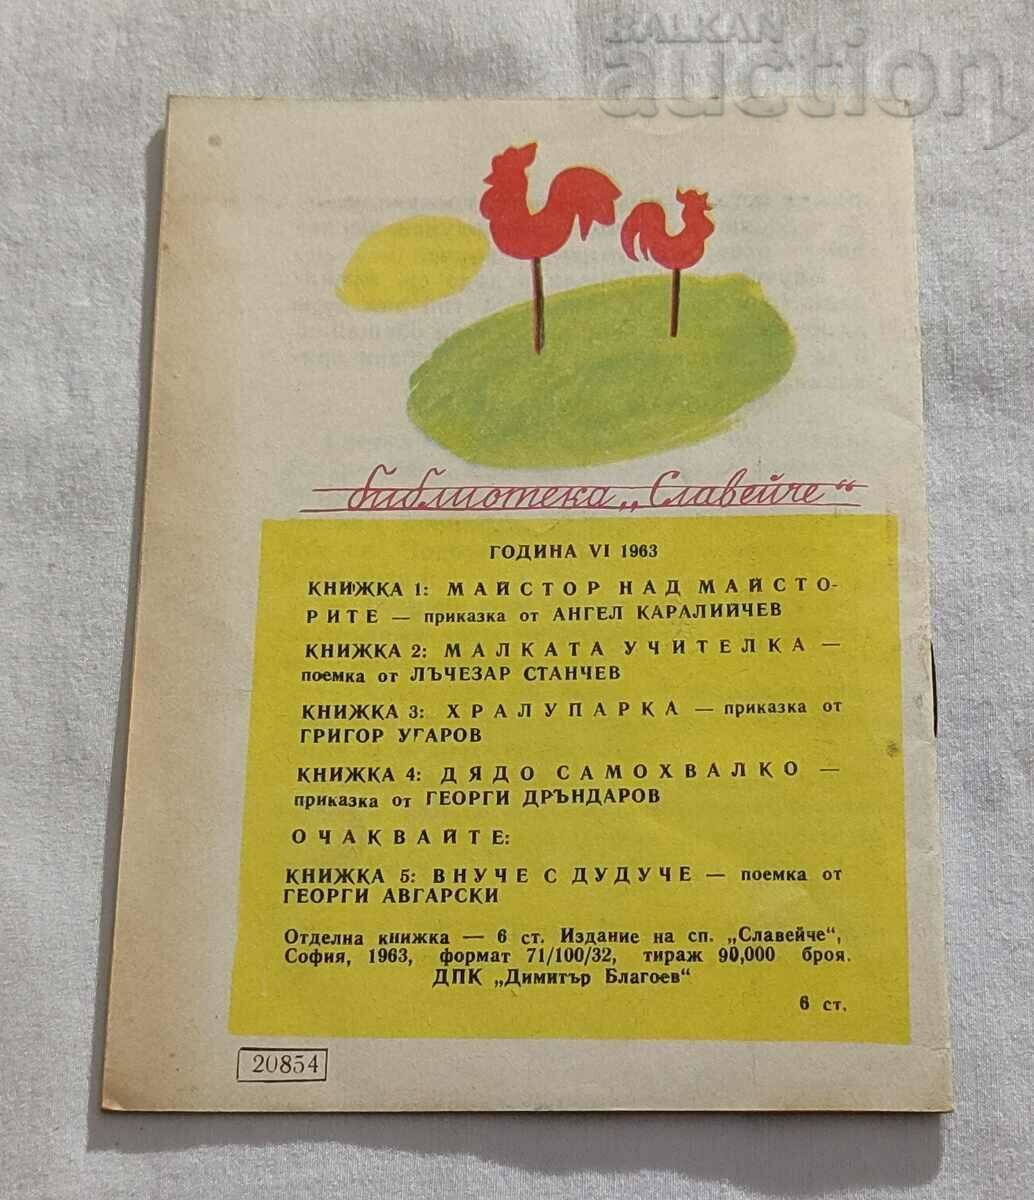 BALKAN
auction
библиотека „Славейче“
ГОДИНА VI 1963
КНИЖКА 1: МАЙСТОР НАД МАЙСТО-
РИТЕ — приказка от АНГЕЛ КАРАЛИЙЧЕВ
КНИЖКА 2: МАЛКАТА УЧИТЕЛКА —
поемка от ЛЪЧЕЗАР СТАНЧЕВ
КНИЖКА 3: ХРАЛУПАРКА — приказка от
ГРИГОР УГАРОВ
КНИЖКА 4: ДЯДО САМОХВАЛКО —
приказка от ГЕОРГИ ДРЪНДАРОВ
ОЧАКВАЙТЕ:
КНИЖКА 5: ВНУЧЕ С ДУДУЧЕ — поемка от
ГЕОРГИ АВГАРСКИ
Отделна книжка — 6 ст. Издание на сп. „Славейче“,
София, 1963, формат 71/100/32, тираж 90,000 броя.
ДПК „Димитър Благоев“
6 ст.
20854